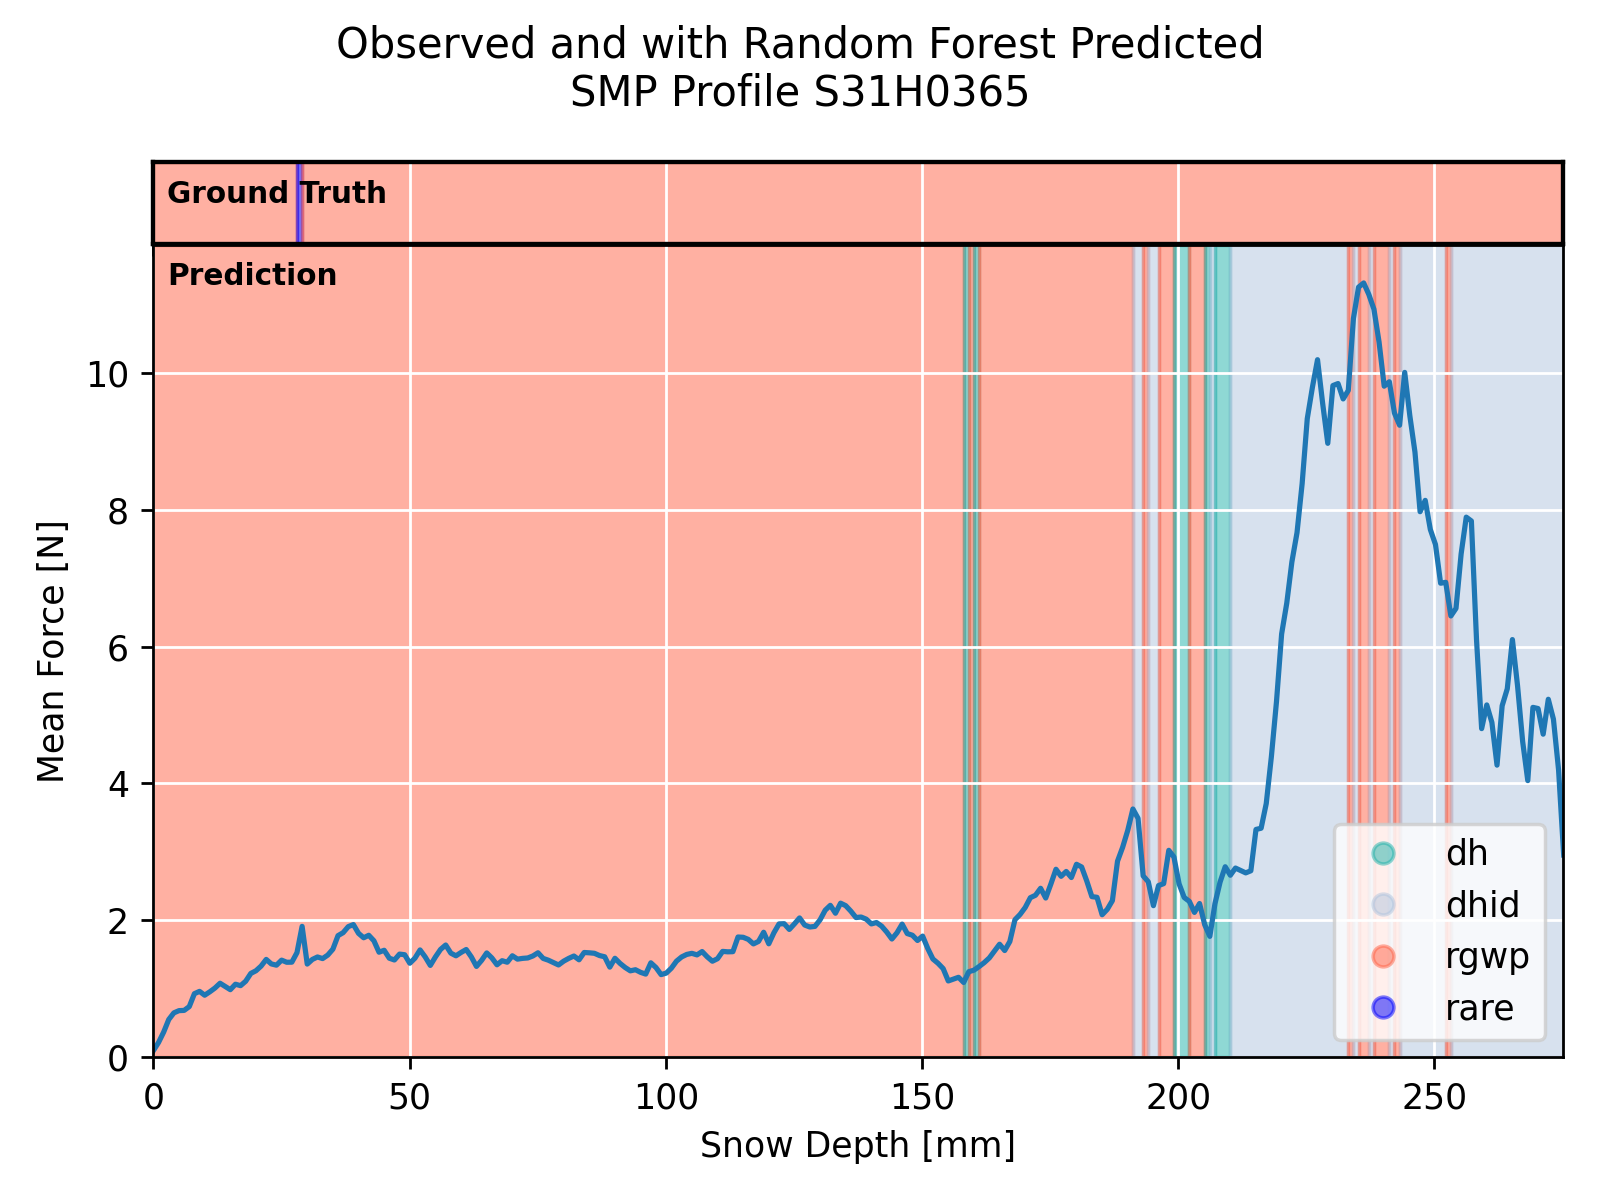 Observed and with Random Forest Predicted
SMP Profile S31H0365
Ground Truth
Prediction
10
8
6
4
2
0
Mean Force [N]
0 50 100 150 200 250
Snow Depth [mm]
dh
dhid
rgwp
rare